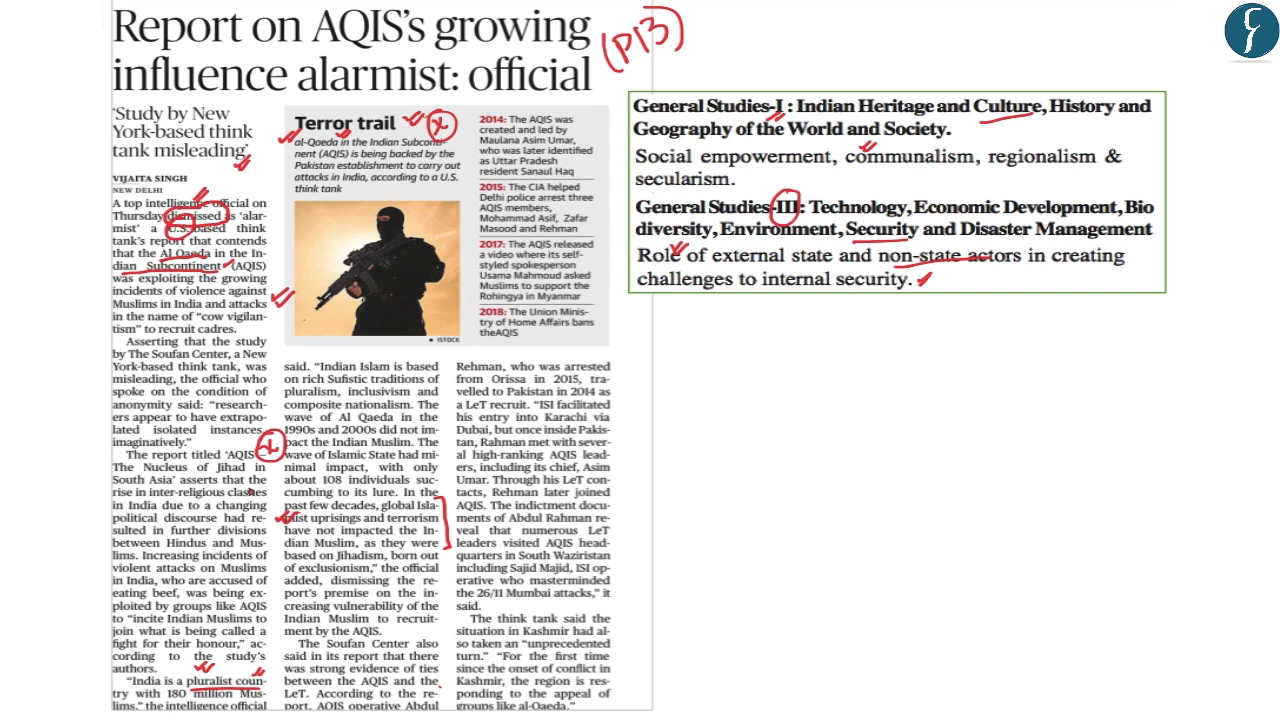 Report on AQIS’s growing
influence alarmist: official
(P13)
‘Study by New
York-based think
tank misleading’
VIJAITA SINGH
NEW DELHI
A top intelligence official on
Thursday dismissed as ‘alar-
mist’ a U.S.-based think
tank’s report that contends
that the Al Qaeda in the In-
dian Subcontinent (AQIS)
was exploiting the growing
incidents of violence against
Muslims in India and attacks
in the name of “cow vigilan-
tism” to recruit cadres.
Asserting that the study
by The Soufan Center, a New
York-based think tank, was
misleading, the official who
spoke on the condition of
anonymity said: “research-
ers appear to have extrapo-
lated isolated instances
imaginatively.”
The report titled ‘AQIS –
The Nucleus of Jihad in
South Asia’ asserts that the
rise in inter-religious clashes
in India due to a changing
political discourse had re-
sulted in further divisions
between Hindus and Mus-
lims. Increasing incidents of
violent attacks on Muslims
in India, who are accused of
eating beef, was being ex-
ploited by groups like AQIS
to “incite Indian Muslims to
join what is being called a
fight for their honour,” ac-
cording to the study’s
authors.
“India is a pluralist coun-
try with 180 million Mus-
lims,” the intelligence official
Terror trail
al-Qaeda in the Indian Subconti-
nent (AQIS) is being backed by the
Pakistan establishment to carry out
attacks in India, according to a U.S.
think tank
ISTOCK
2014: The AQIS was
created and led by
Maulana Asim Umar,
who was later identified
as Uttar Pradesh
resident Sanaul Haq
2015: The CIA helped
Delhi police arrest three
AQIS members,
Mohammad Asif, Zafar
Masood and Rehman
2017: The AQIS released
a video where its self-
styled spokesperson
Usama Mahmoud asked
Muslims to support the
Rohingya in Myanmar
2018: The Union Minis-
try of Home Affairs bans
theAQIS
said. “Indian Islam is based
on rich Sufistic traditions of
pluralism, inclusivism and
composite nationalism. The
wave of Al Qaeda in the
1990s and 2000s did not im-
pact the Indian Muslim. The
wave of Islamic State had mi-
nimal impact, with only
about 108 individuals suc-
cumbing to its lure. In the
past few decades, global Isla-
mist uprisings and terrorism
have not impacted the In-
dian Muslim, as they were
based on Jihadism, born out
of exclusionism,” the official
added, dismissing the re-
port’s premise on the in-
creasing vulnerability of the
Indian Muslim to recruit-
ment by the AQIS.
The Soufan Center also
said in its report that there
was strong evidence of ties
between the AQIS and the
LeT. According to the re-
port, AQIS operative Abdul
Rehman, who was arrested
from Orissa in 2015, tra-
velled to Pakistan in 2014 as
a LeT recruit. “ISI facilitated
his entry into Karachi via
Dubai, but once inside Pakis-
tan, Rahman met with sever-
al high-ranking AQIS lead-
ers, including its chief, Asim
Umar. Through his LeT con-
tacts, Rehman later joined
AQIS. The indictment docu-
ments of Abdul Rahman re-
veal that numerous LeT
leaders visited AQIS head-
quarters in South Waziristan
including Sajid Majid, ISI op-
erative who masterminded
the 26/11 Mumbai attacks,” it
said.
The think tank said the
situation in Kashmir had al-
so taken an “unprecedented
turn.” “For the first time
since the onset of conflict in
Kashmir, the region is res-
ponding to the appeal of
groups like al-Qaeda.”
General Studies-I : Indian Heritage and Culture, History and
Geography of the World and Society.
Social empowerment, communalism, regionalism &
secularism.
General Studies-III: Technology, Economic Development, Bio
diversity, Environment, Security and Disaster Management
Role of external state and non-state actors in creating
challenges to internal security.